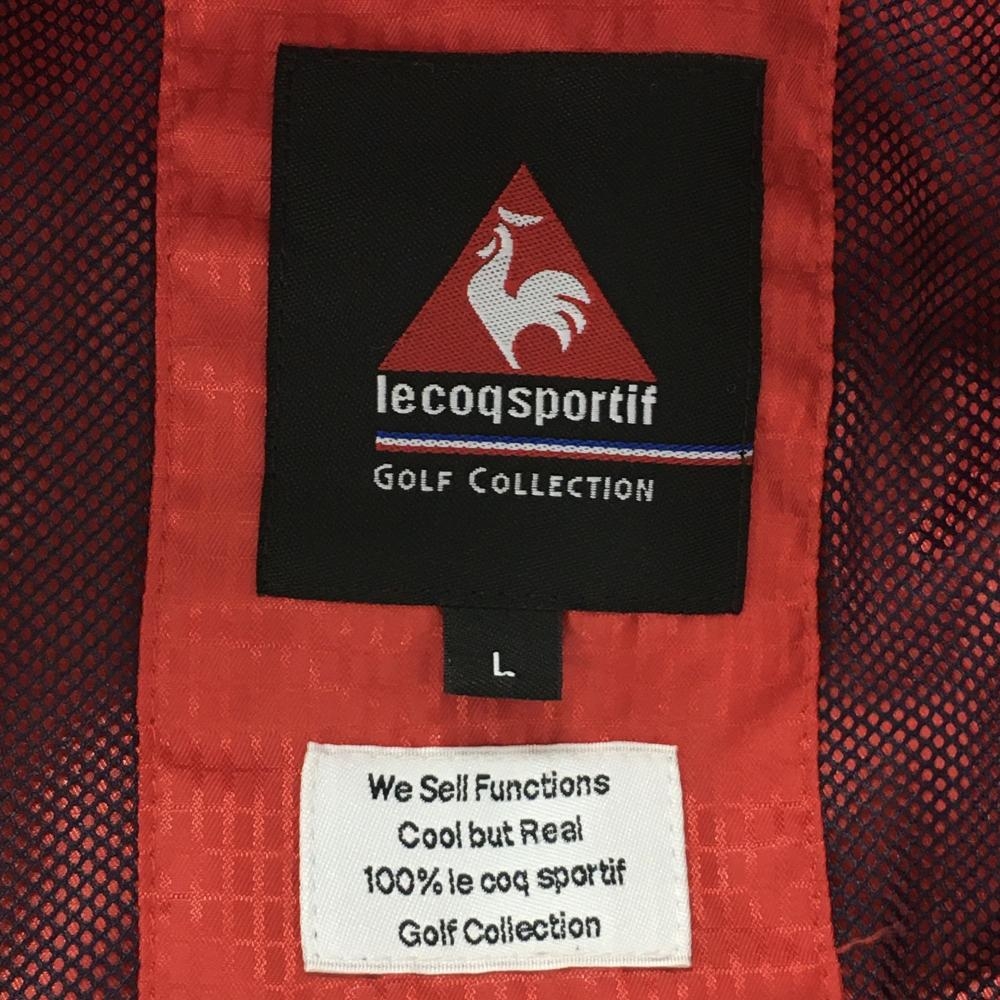 lecoqsportif
GOLF COLLECTION
L
We Sell Functions
Cool but Real
100% le coq sportif
Golf Collection